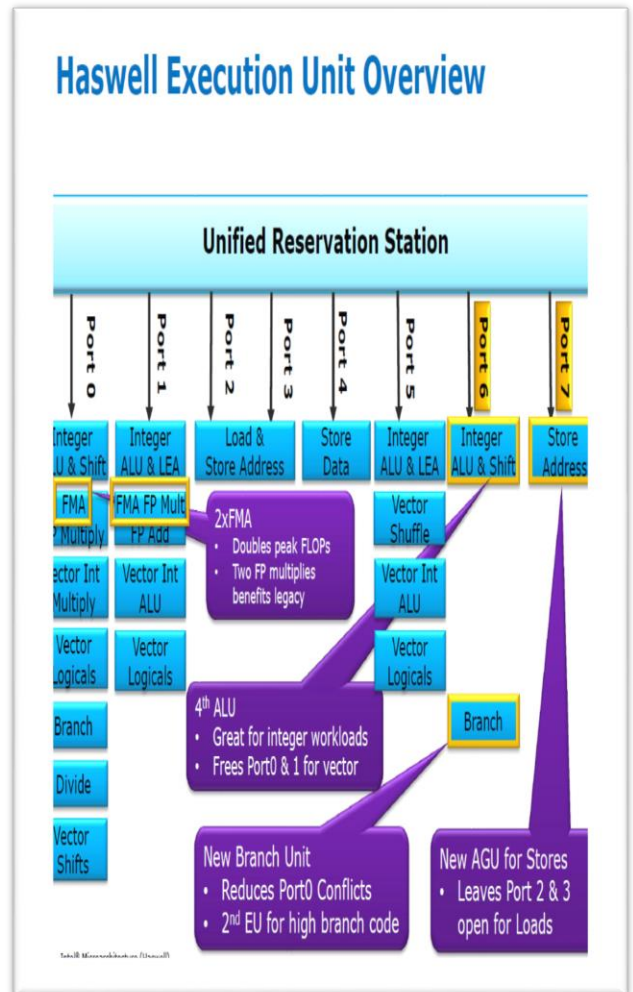 Haswell Execution Unit Overview
Unified Reservation Station
Port 0
Port 1
Port 2
Port 3
Port 4
Port 5
Port 6
Port 7
Integer
LU & Shift
Integer
ALU & LEA
Load &
Store Address
Store
Data
Integer
ALU & LEA
Integer
ALU & Shift
Store
Address
FMA
P Multiply
FMA FP Mult
FP Add
2xFMA
• Doubles peak FLOPs
• Two FP multiplies
benefits legacy
Vector
Shuffle
ector Int
Multiply
Vector Int
ALU
Vector Int
ALU
Vector
Logicals
Vector
Logicals
Vector
Logicals
4th ALU
• Great for integer workloads
• Frees Port0 & 1 for vector
Branch
Branch
Divide
Vector
Shifts
New Branch Unit
• Reduces Port0 Conflicts
• 2nd EU for high branch code
New AGU for Stores
• Leaves Port 2 & 3
open for Loads